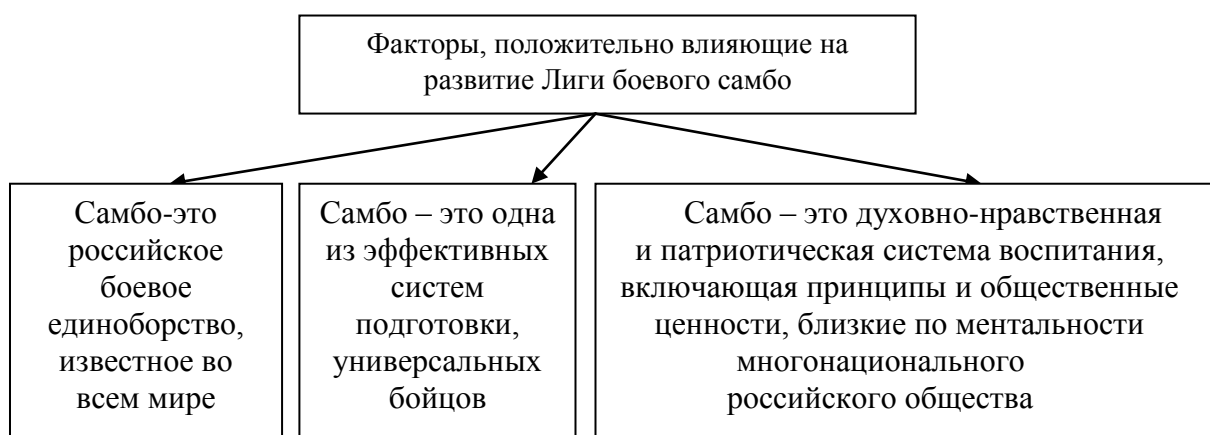 Факторы, положительно влияющие на
развитие Лиги боевого самбо
Самбо-это
российское
боевое
единоборство,
известное во
всем мире
Самбо – это одна
из эффективных
систем
подготовки,
универсальных
бойцов
Самбо – это духовно-нравственная
и патриотическая система воспитания,
включающая принципы и общественные
ценности, близкие по ментальности
многонационального
российского общества